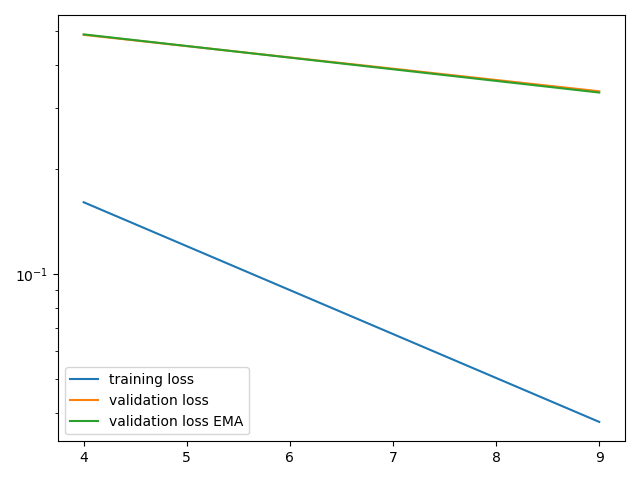 10⁻¹
training loss
validation loss
validation loss EMA
4 5 6 7 8 9